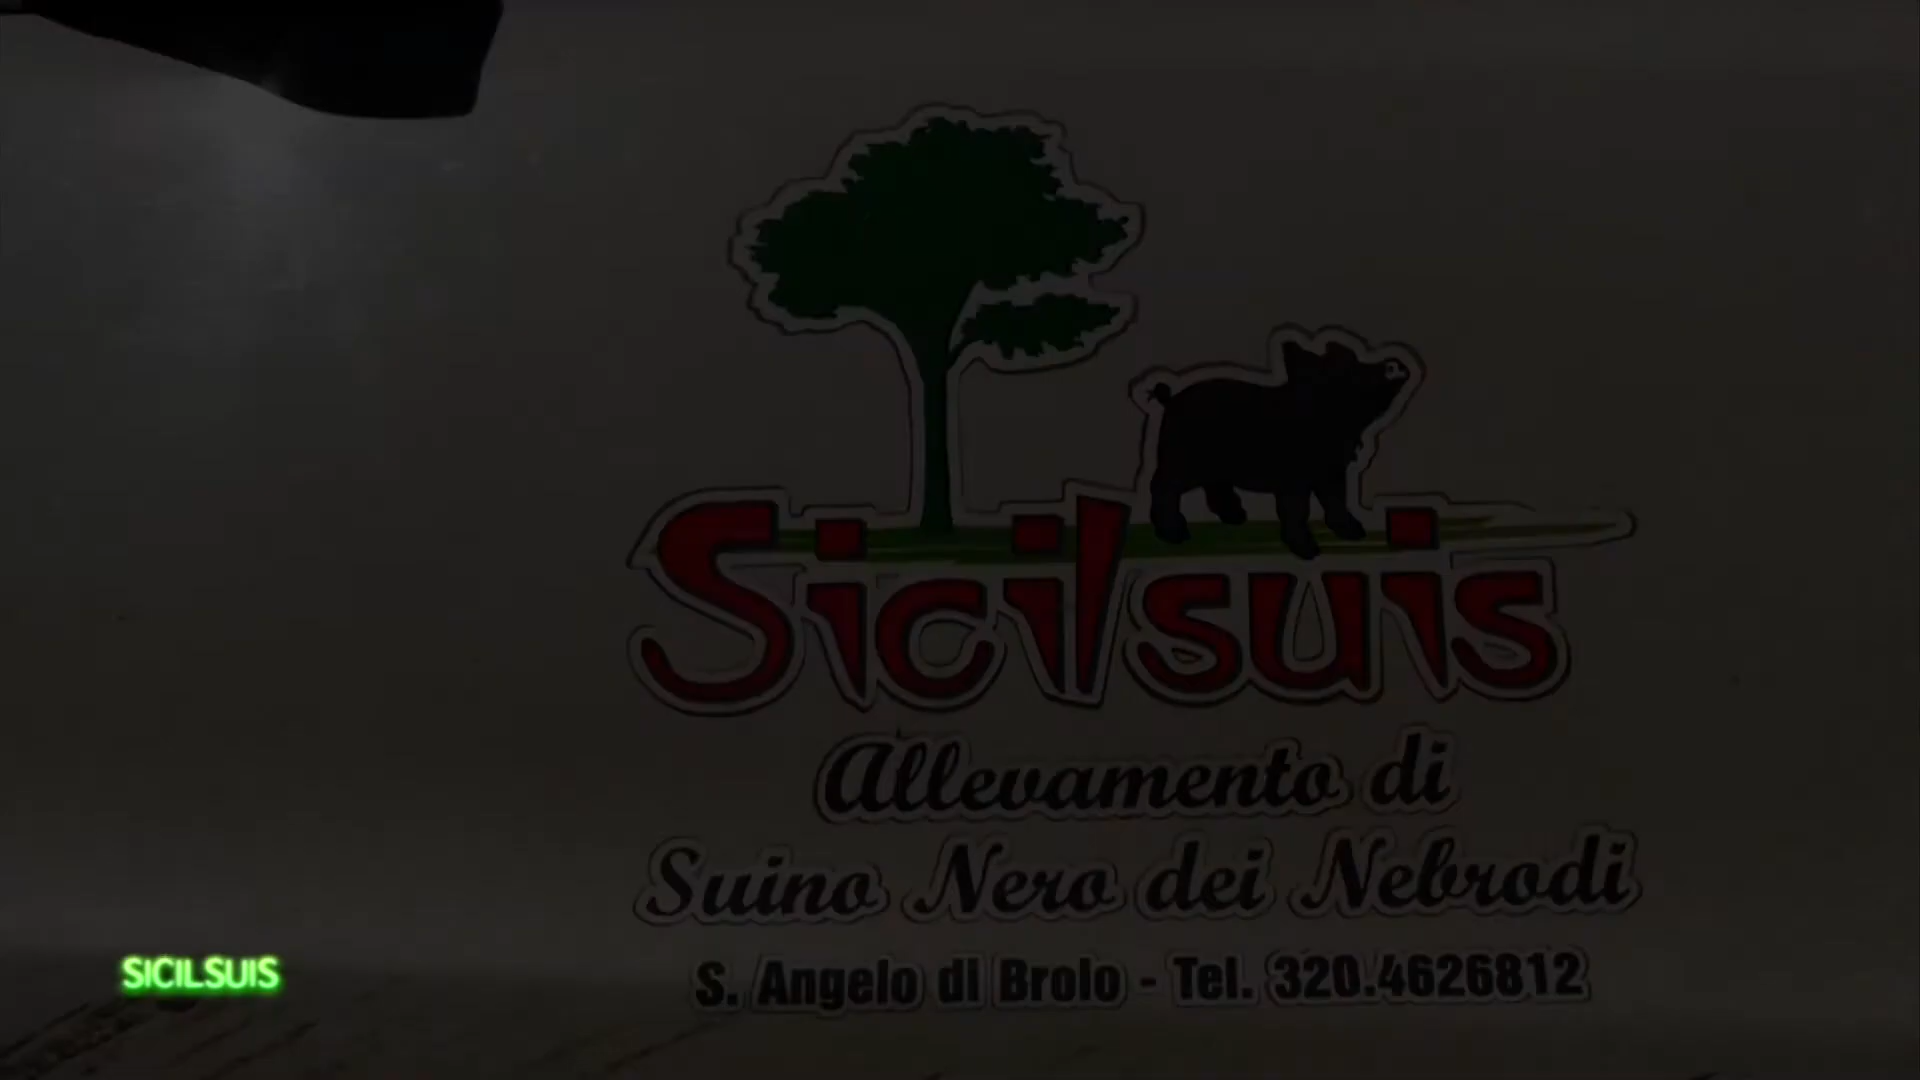 Sicilsuis
Allevamento di
Suino Nero dei Nebrodi
S. Angelo di Brolo - Tel. 320.4626812
SICILSUIS